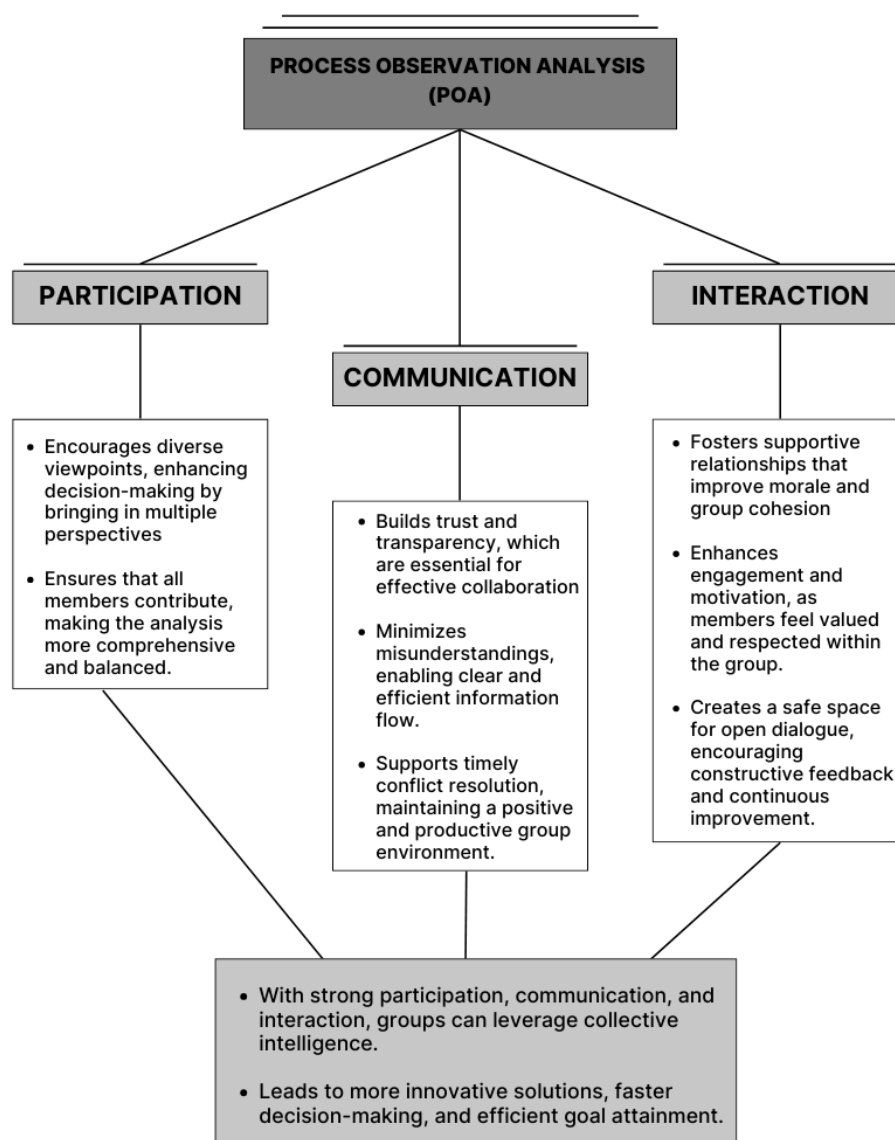 PROCESS OBSERVATION ANALYSIS
(POA)
PARTICIPATION
• Encourages diverse
viewpoints, enhancing
decision-making by
bringing in multiple
perspectives
• Ensures that all
members contribute,
making the analysis
more comprehensive
and balanced.
COMMUNICATION
• Builds trust and
transparency, which
are essential for
effective collaboration
• Minimizes
misunderstandings,
enabling clear and
efficient information
flow.
• Supports timely
conflict resolution,
maintaining a positive
and productive group
environment.
INTERACTION
• Fosters supportive
relationships that
improve morale and
group cohesion
• Enhances
engagement and
motivation, as
members feel valued
and respected within
the group.
• Creates a safe space
for open dialogue,
encouraging
constructive feedback
and continuous
improvement.
• With strong participation, communication, and
interaction, groups can leverage collective
intelligence.
• Leads to more innovative solutions, faster
decision-making, and efficient goal attainment.